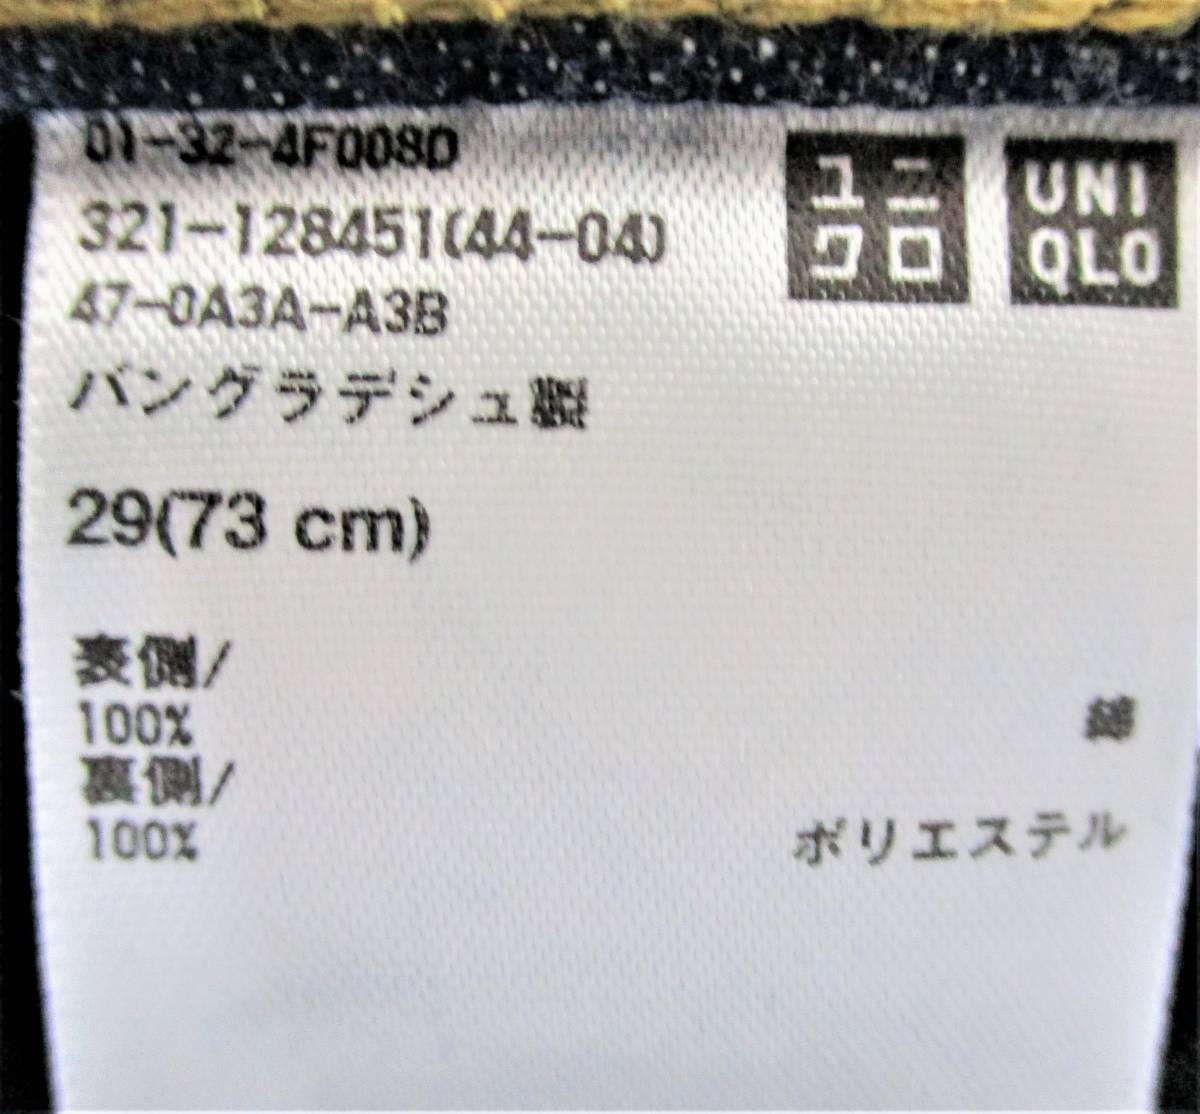 01-32-4F008D
321-128451(44-04)
47-0A3A-A3B
バングラデシュ製
ユニ
クロ
UNI
QLO
29(73 cm)
表側/
100% 綿
裏側/
100% ポリエステル